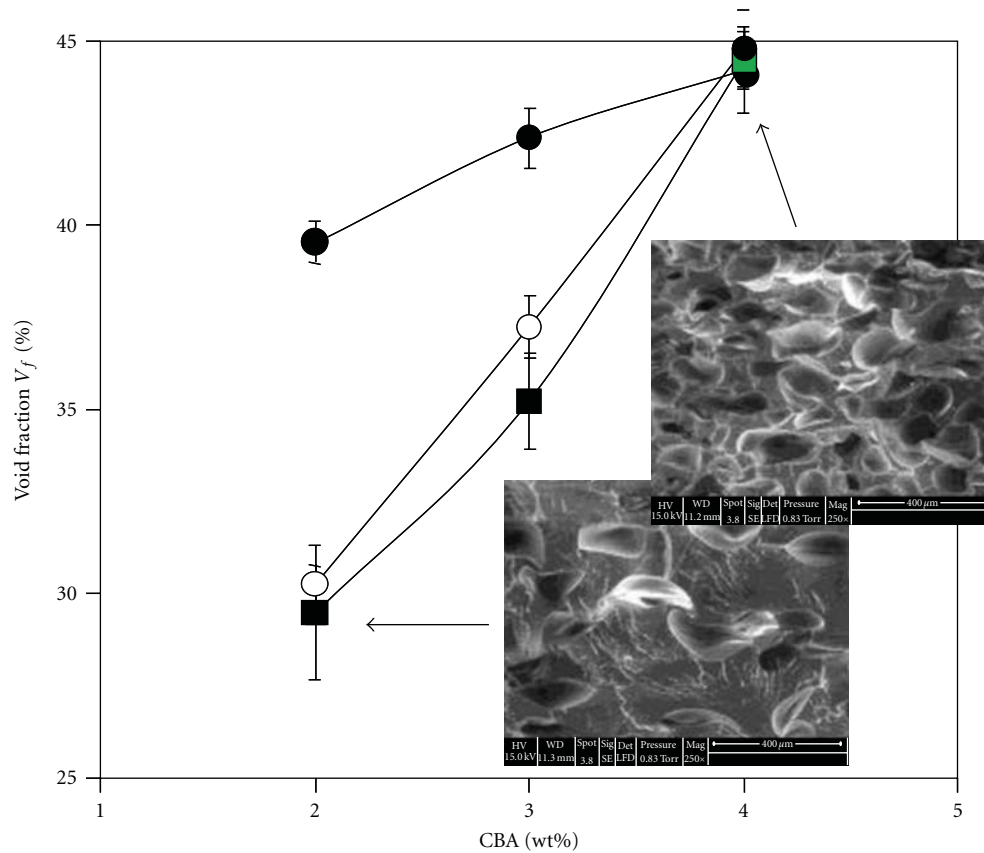 45
40
35
30
25
Void fraction Vf (%)
1
2
3
4
5
CBA (wt%)
HV WD Spot Sig Det Pressure Mag 400 μm
15.0 kV 11.2 mm 3.8 SE LFD 0.83 Torr 250×
HV WD Spot Sig Det Pressure Mag 400 μm
15.0 kV 11.3 mm 3.8 SE LFD 0.83 Torr 250×